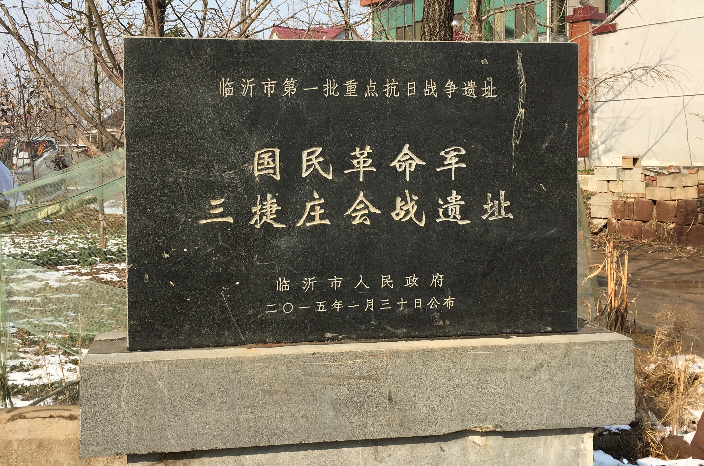 临沂市第一批重点抗日战争遗址
国民革命军
三捷庄会战遗址
临沂市人民政府
二〇一五年一月三十日公布